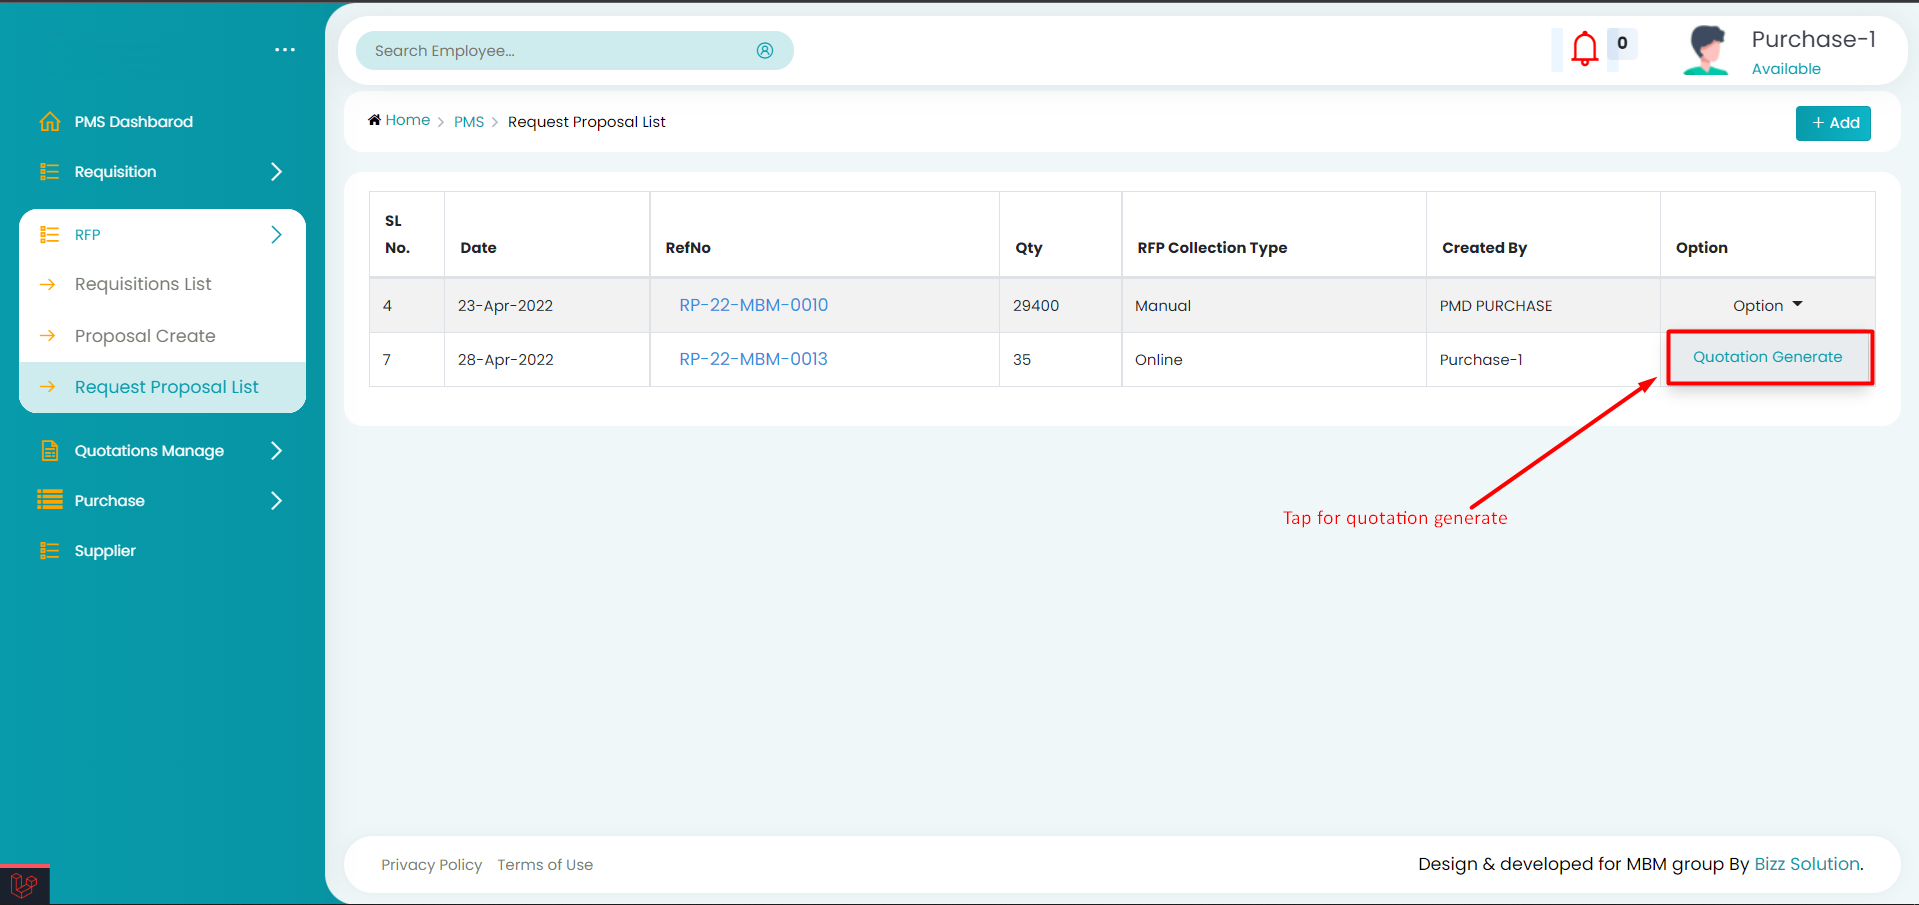 Search Employee...
0
Purchase-1
Available
PMS Dashbarod
Requisition
RFP
Requisitions List
Proposal Create
Request Proposal List
Quotations Manage
Purchase
Supplier
Home > PMS > Request Proposal List
+ Add
SL No. Date RefNo Qty RFP Collection Type Created By Option
4 23-Apr-2022 RP-22-MBM-0010 29400 Manual PMD PURCHASE Option
7 28-Apr-2022 RP-22-MBM-0013 35 Online Purchase-1
Quotation Generate
Tap for quotation generate
Privacy Policy Terms of Use
Design & developed for MBM group By Bizz Solution.